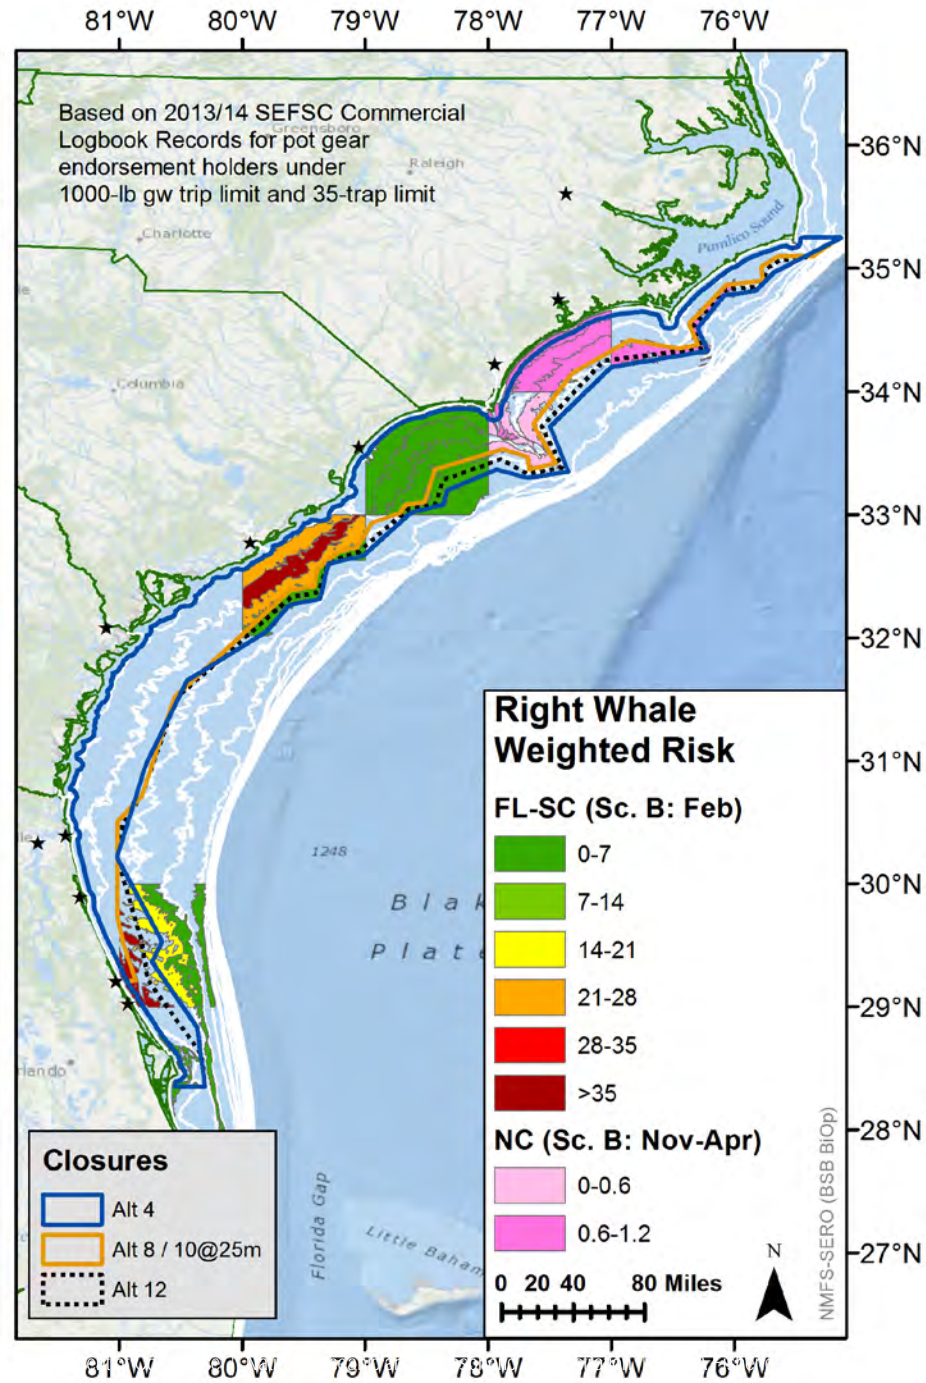 81°W 80°W 79°W 78°W 77°W 76°W
Based on 2013/14 SEFSC Commercial
Logbook Records for pot gear
endorsement holders under
1000-lb gw trip limit and 35-trap limit
Greensboro
Raleigh
Charlotte
Columbia
Pamlico Sound
36°N
35°N
34°N
33°N
32°N
31°N
30°N
29°N
28°N
27°N
1248
Blak
Plate
rlando
Florida Gap
Little Baham
Right Whale
Weighted Risk
FL-SC (Sc. B: Feb)
0-7
7-14
14-21
21-28
28-35
>35
NC (Sc. B: Nov-Apr)
0-0.6
0.6-1.2
0 20 40 80 Miles
N
NMFS-SERO (BSB BiOp)
Closures
Alt 4
Alt 8 / 10@25m
Alt 12
81°W 80°W 79°W 78°W 77°W 76°W